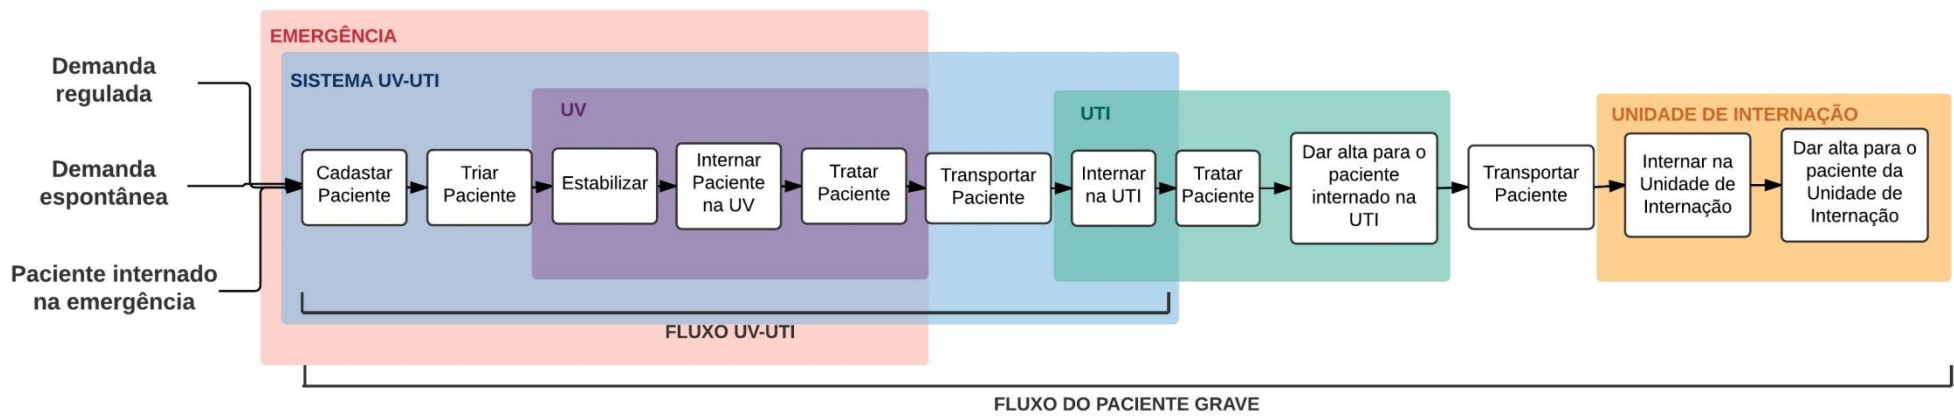 EMERGÊNCIA
Demanda
regulada
SISTEMA UV-UTI
UV
UTI
UNIDADE DE INTERNAÇÃO
Demanda
espontânea
Paciente internado
na emergência
Cadastar
Paciente
Triar
Paciente
Estabilizar
Internar
Paciente
na UV
Tratar
Paciente
Transportar
Paciente
Internar
na UTI
Tratar
Paciente
Dar alta para o
paciente
internado na
UTI
Transportar
Paciente
Internar na
Unidade de
Internação
Dar alta para o
paciente da
Unidade de
Internação
FLUXO UV-UTI
FLUXO DO PACIENTE GRAVE